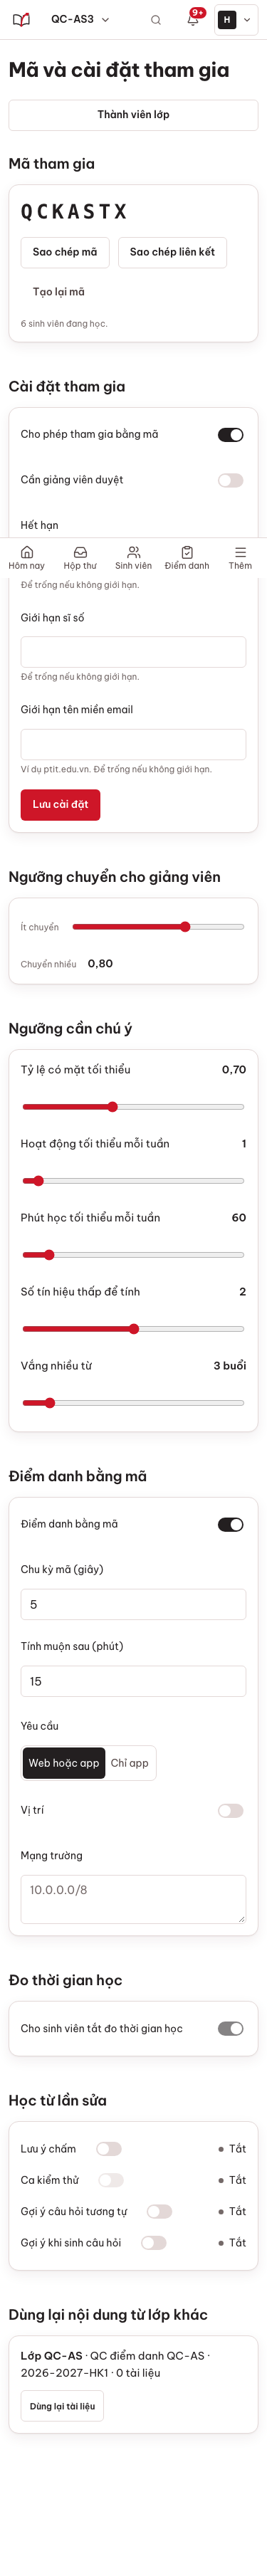 QC-AS3
9+
H
Mã và cài đặt tham gia
Thành viên lớp
Mã tham gia
QCKASTX
Sao chép mã
Sao chép liên kết
Tạo lại mã
6 sinh viên đang học.
Cài đặt tham gia
Cho phép tham gia bằng mã
Cần giảng viên duyệt
Hết hạn
Hôm nay
Hộp thư
Sinh viên
Điểm danh
Thêm
Để trống nếu không giới hạn.
Giới hạn sĩ số
Để trống nếu không giới hạn.
Giới hạn tên miền email
Ví dụ ptit.edu.vn. Để trống nếu không giới hạn.
Lưu cài đặt
Ngưỡng chuyển cho giảng viên
Ít chuyển
Chuyển nhiều
0,80
Ngưỡng cần chú ý
Tỷ lệ có mặt tối thiểu
0,70
Hoạt động tối thiểu mỗi tuần
1
Phút học tối thiểu mỗi tuần
60
Số tín hiệu thấp để tính
2
Vắng nhiều từ
3 buổi
Điểm danh bằng mã
Điểm danh bằng mã
Chu kỳ mã (giây)
5
Tính muộn sau (phút)
15
Yêu cầu
Web hoặc app
Chỉ app
Vị trí
Mạng trường
10.0.0.0/8
Đo thời gian học
Cho sinh viên tắt đo thời gian học
Học từ lần sửa
Lưu ý chấm
Tắt
Ca kiểm thử
Tắt
Gợi ý câu hỏi tương tự
Tắt
Gợi ý khi sinh câu hỏi
Tắt
Dùng lại nội dung từ lớp khác
Lớp QC-AS · QC điểm danh QC-AS ·
2026-2027-HK1 · 0 tài liệu
Dùng lại tài liệu